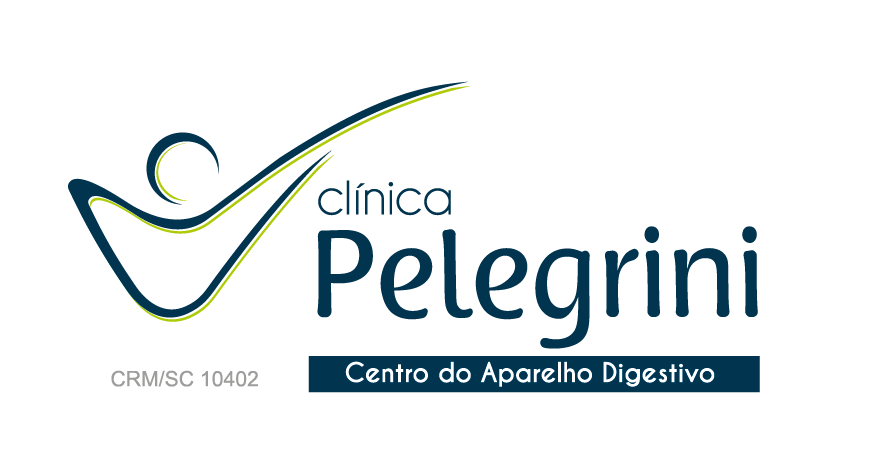 clínica
Pelegrini
Centro do Aparelho Digestivo
CRM/SC 10402